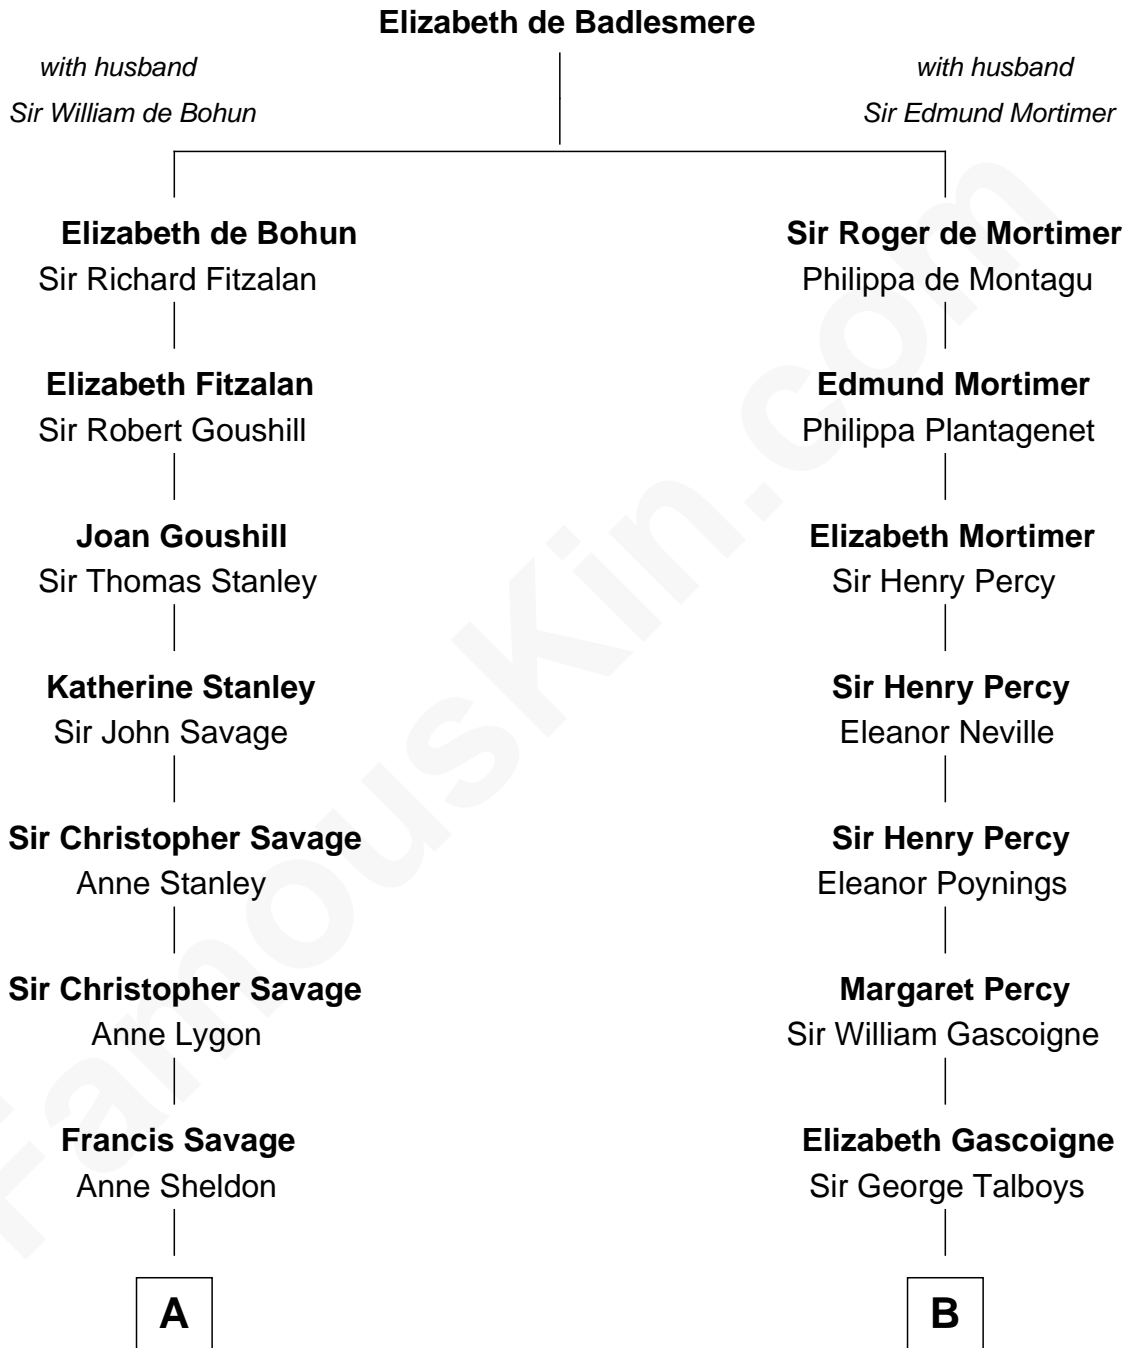 Elizabeth de Badlesmere
with husband
Sir William de Bohun
with husband
Sir Edmund Mortimer
Elizabeth de Bohun
Sir Richard Fitzalan
Sir Roger de Mortimer
Philippa de Montagu
Elizabeth Fitzalan
Sir Robert Goushill
Edmund Mortimer
Philippa Plantagenet
Joan Goushill
Sir Thomas Stanley
Elizabeth Mortimer
Sir Henry Percy
Katherine Stanley
Sir John Savage
Sir Henry Percy
Eleanor Neville
Sir Christopher Savage
Anne Stanley
Sir Henry Percy
Eleanor Poynings
Sir Christopher Savage
Anne Lygon
Margaret Percy
Sir William Gascoigne
Francis Savage
Anne Sheldon
Elizabeth Gascoigne
Sir George Talboys
A
B
FamousKin.com